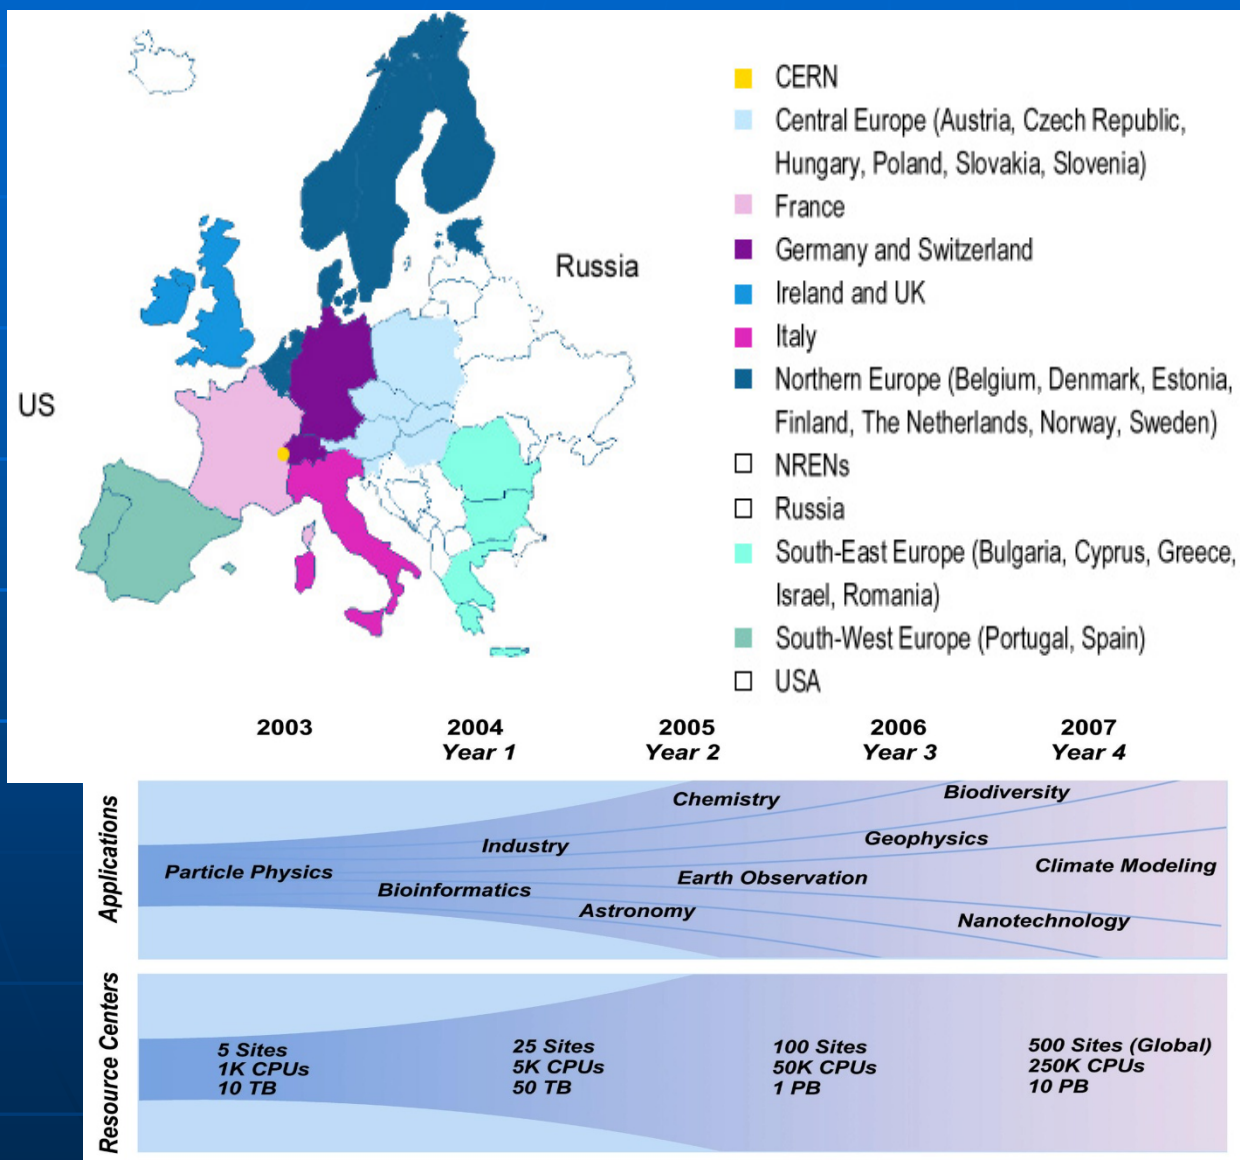 CERN
Central Europe (Austria, Czech Republic,
Hungary, Poland, Slovakia, Slovenia)
France
Germany and Switzerland
Ireland and UK
Italy
Northern Europe (Belgium, Denmark, Estonia,
Finland, The Netherlands, Norway, Sweden)
NRENs
Russia
South-East Europe (Bulgaria, Cyprus, Greece,
Israel, Romania)
South-West Europe (Portugal, Spain)
USA
Russia
US
2003 2004 2005 2006 2007
Year 1 Year 2 Year 3 Year 4
Applications
Chemistry
Biodiversity
Industry
Geophysics
Particle Physics
Climate Modeling
Bioinformatics
Earth Observation
Astronomy
Nanotechnology
Resource Centers
5 Sites
1K CPUs
10 TB
25 Sites
5K CPUs
50 TB
100 Sites
50K CPUs
1 PB
500 Sites (Global)
250K CPUs
10 PB